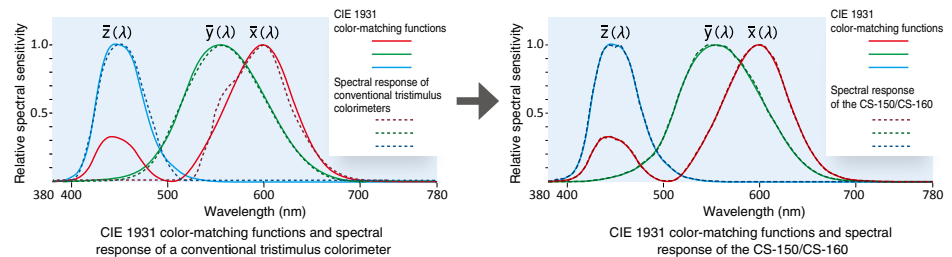 Relative spectral sensitivity
1.0
0.5
z̅(λ)
y̅(λ)
x̅(λ)
CIE 1931
color-matching functions
Spectral response of
conventional tristimulus
colorimeters
380 400 500 600 700 780
Wavelength (nm)
CIE 1931 color-matching functions and spectral
response of a conventional tristimulus colorimeter
Relative spectral sensitivity
1.0
0.5
z̅(λ)
y̅(λ)
x̅(λ)
CIE 1931
color-matching functions
Spectral response
of the CS-150/CS-160
380 400 500 600 700 780
Wavelength (nm)
CIE 1931 color-matching functions and spectral
response of the CS-150/CS-160